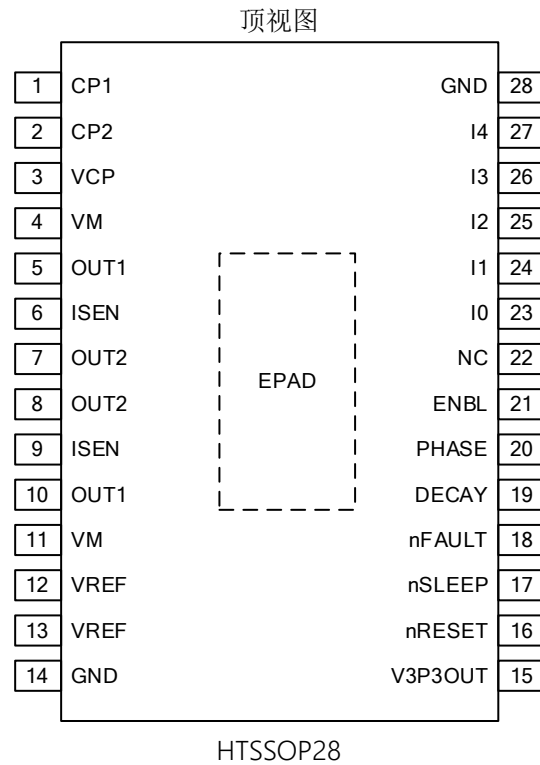 顶视图
1 CP1 GND 28
2 CP2 I4 27
3 VCP I3 26
4 VM I2 25
5 OUT1 I1 24
6 ISEN I0 23
7 OUT2 NC 22
EPAD
8 OUT2 ENBL 21
9 ISEN PHASE 20
10 OUT1 DECAY 19
11 VM nFAULT 18
12 VREF nSLEEP 17
13 VREF nRESET 16
14 GND V3P3OUT 15
HTSSOP28